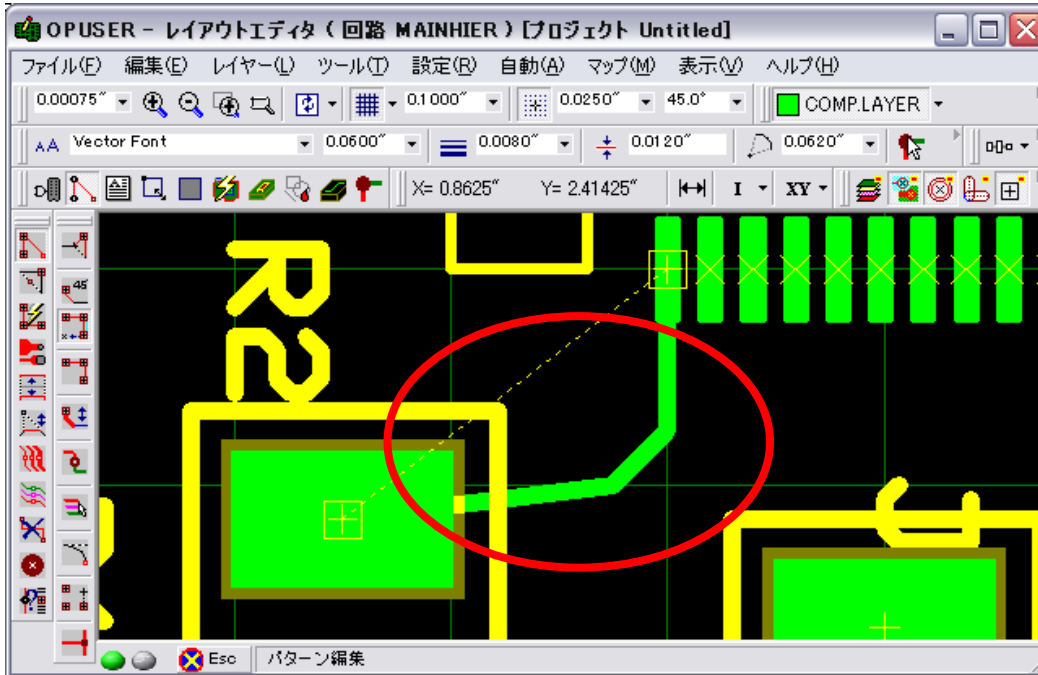 OPUSER - レイアウトエディタ ( 回路 MAINHIER ) [プロジェクト Untitled]
ファイル(F) 編集(E) レイヤー(L) ツール(T) 設定(R) 自動(A) マップ(M) 表示(V) ヘルプ(H)
0.00075" 0.1000" 0.0250" 45.0° COMP.LAYER
AA Vector Font 0.0600" 0.0080" 0.0120" 0.0620"
X= 0.8625" Y= 2.41425" I XY
45
R2
Esc パターン編集